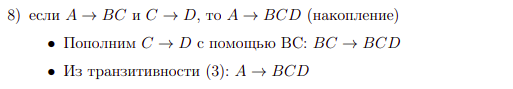 8) если A → BC и C → D, то A → BCD (накопление)
• Пополним C → D с помощью BC: BC → BCD
• Из транзитивности (3): A → BCD